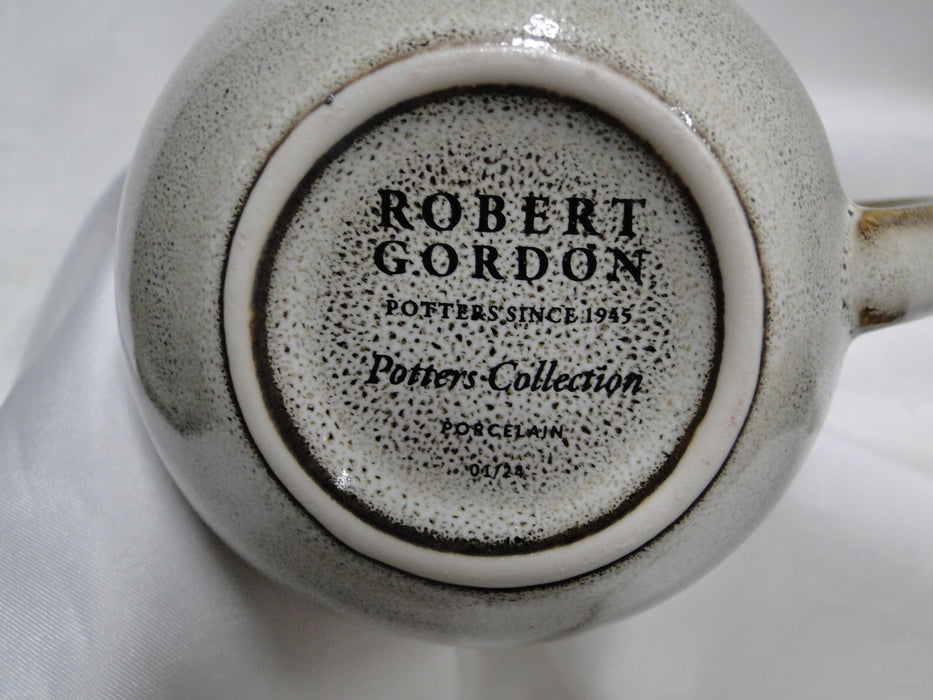 ROBERT
GORDON
POTTERS SINCE 1945
Potters Collection
PORCELAIN
01/24